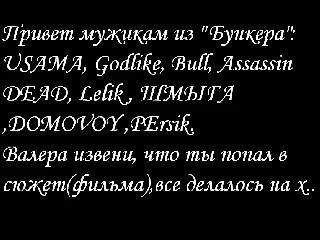 Привет мужикам из "Бункера":
USAMA, Godlike, Bull, Assassin
DEAD, Lelik , ШМЫГА
,DOMOVOY ,PErsik,
Валера извени, что ты попал в
сюжет(фильма),все делалось на х..